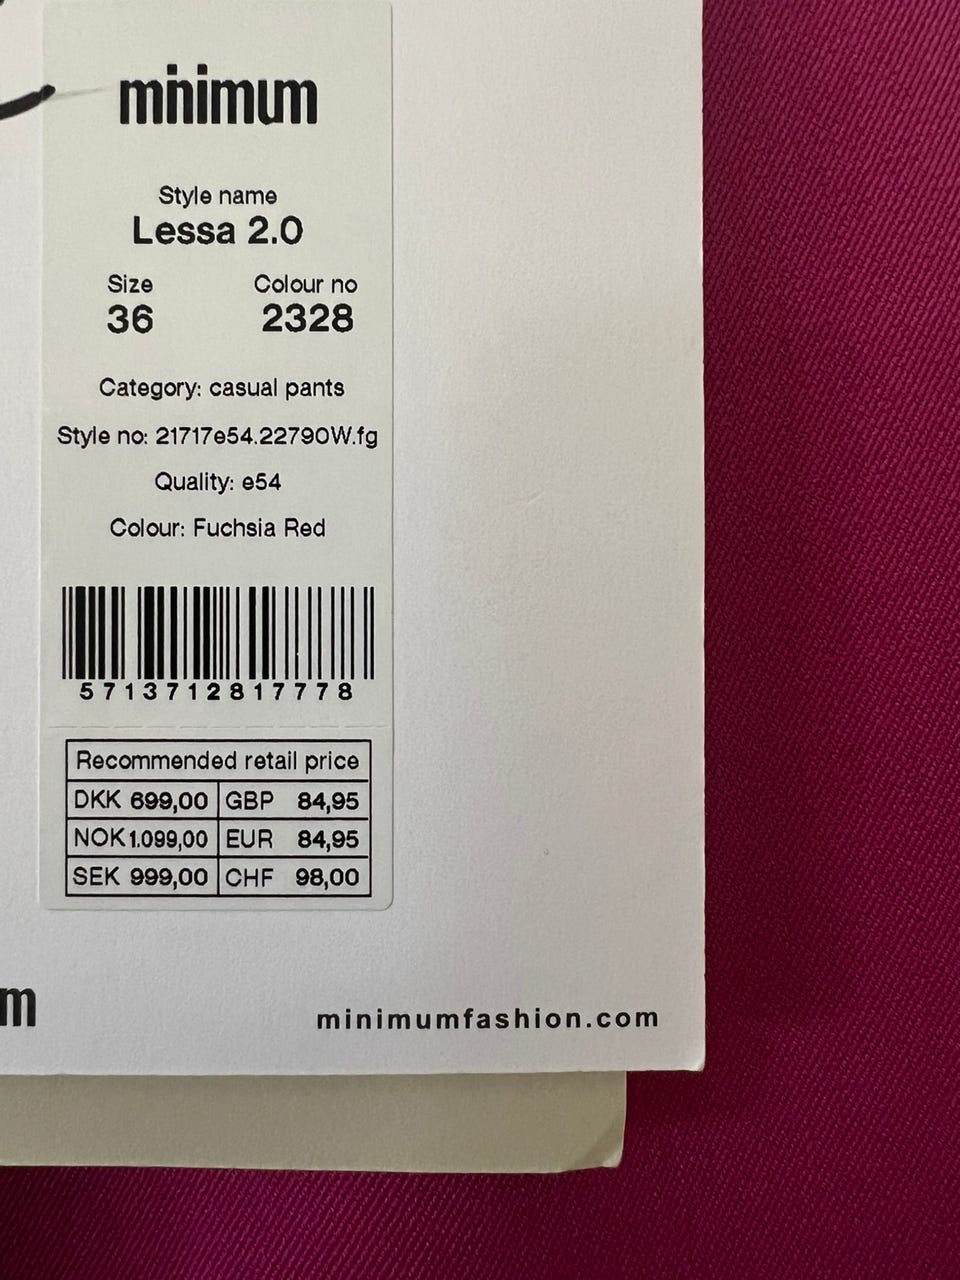 minimum
Style name
Lessa 2.0
Size Colour no
36 2328
Category: casual pants
Style no: 21717e54.22790W.fg
Quality: e54
Colour: Fuchsia Red
5713712817778
Recommended retail price
DKK 699,00 GBP 84,95
NOK 1.099,00 EUR 84,95
SEK 999,00 CHF 98,00
m
minimumfashion.com